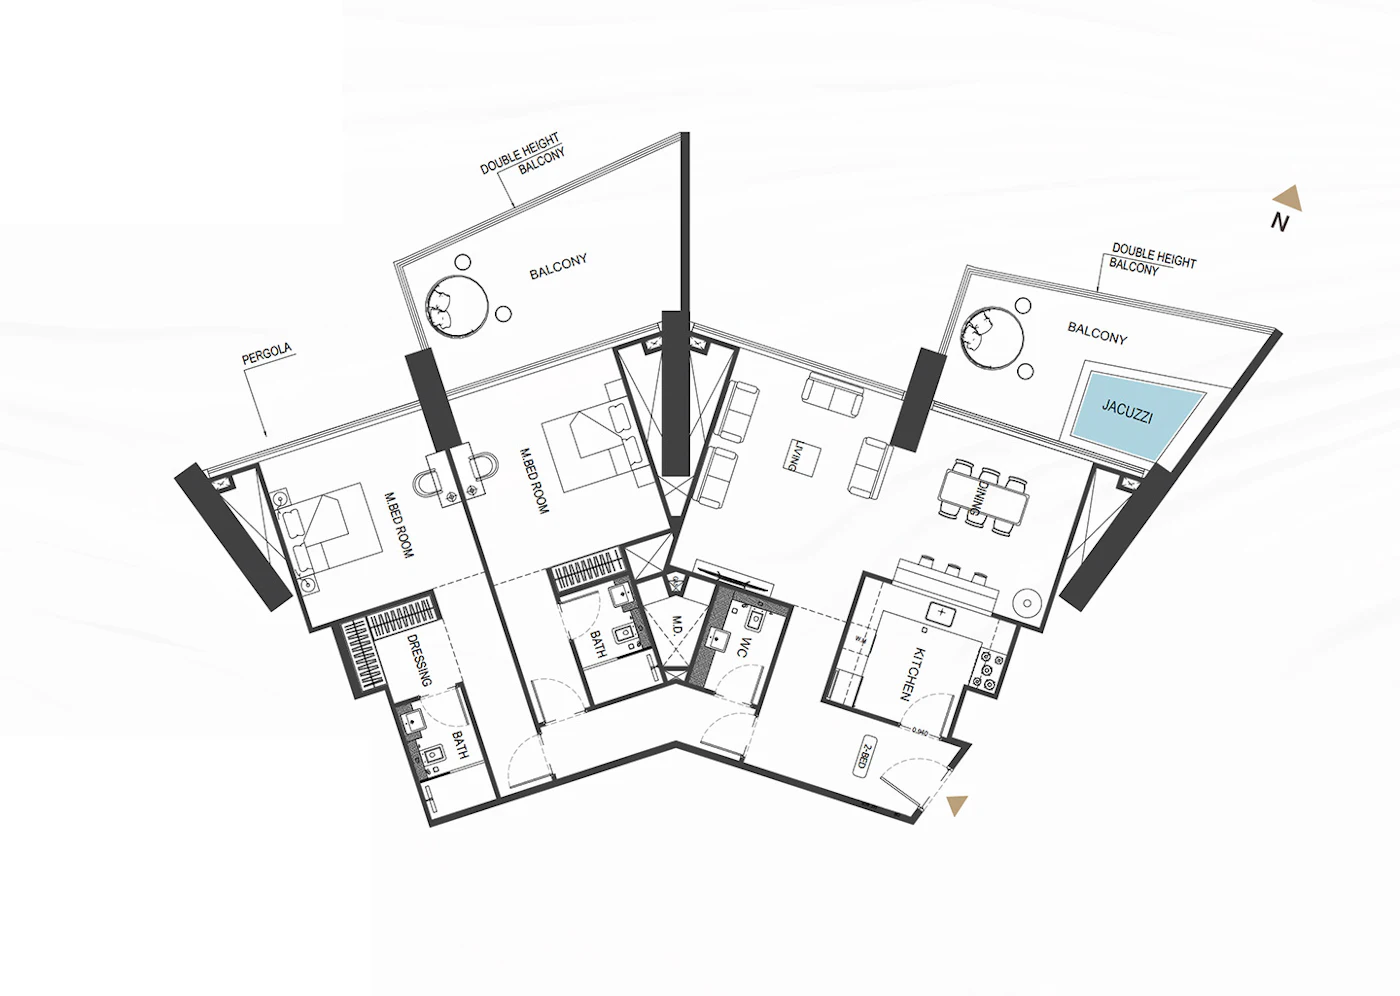 DOUBLE HEIGHT
BALCONY
BALCONY
N
DOUBLE HEIGHT
BALCONY
BALCONY
PERGOLA
JACUZZI
M.BED ROOM
M.BED ROOM
LIVING
DINING
DRESSING
BATH
M.D.
WC
W.M
KITCHEN
BATH
0.940
2-BED